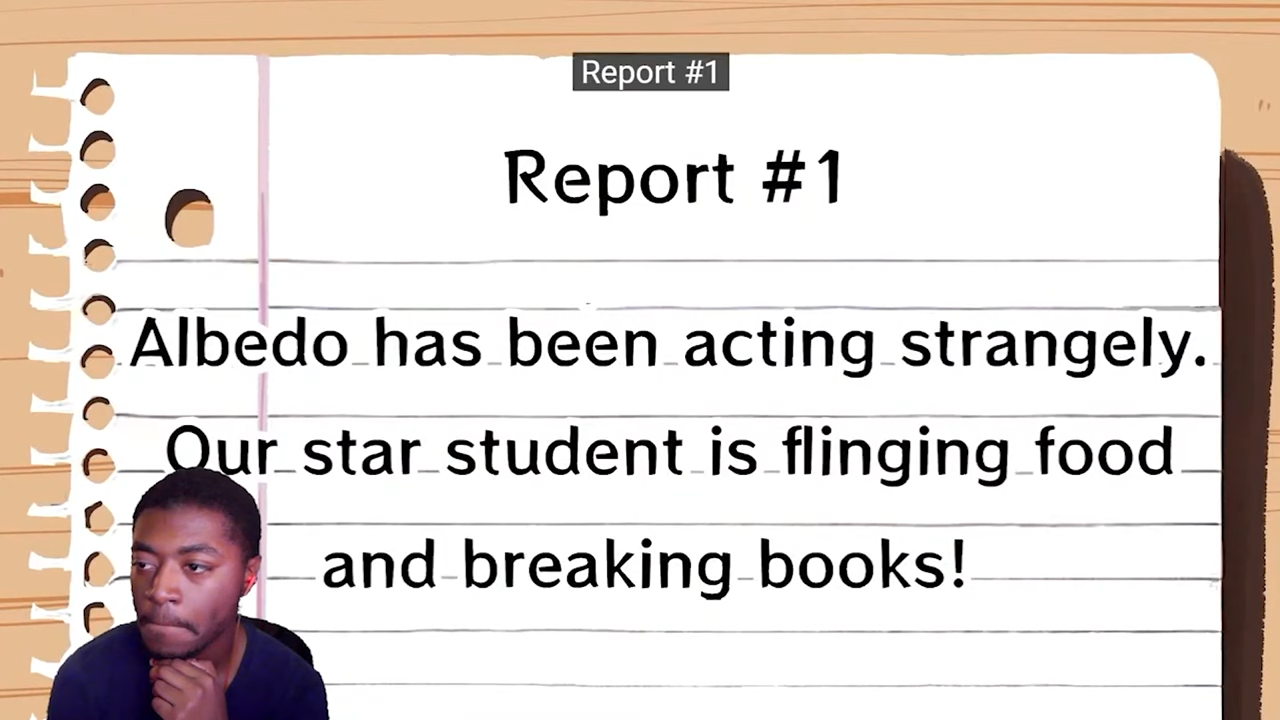 Report #1
Report #1
Albedo has been acting strangely.
Our star student is flinging food
and breaking books!